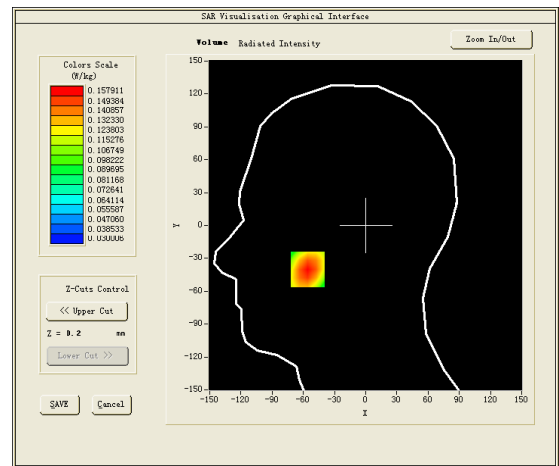 SAR Visualisation Graphical Interface
Volume Radiated Intensity
Zoom In/Out
Colors Scale
(W/kg)
0.157911
0.149384
0.140857
0.132330
0.123803
0.115276
0.106749
0.098222
0.089695
0.081168
0.072641
0.064114
0.055587
0.047060
0.038533
0.030006
Z-Cuts Control
<< Upper Cut
Z = 0.2 mm
Lower Cut >>
SAVE
Cancel
150
120
90
60
30
0
-30
-60
-90
-120
-150
Y
-150 -120 -90 -60 -30 0 30 60 90 120 150
X